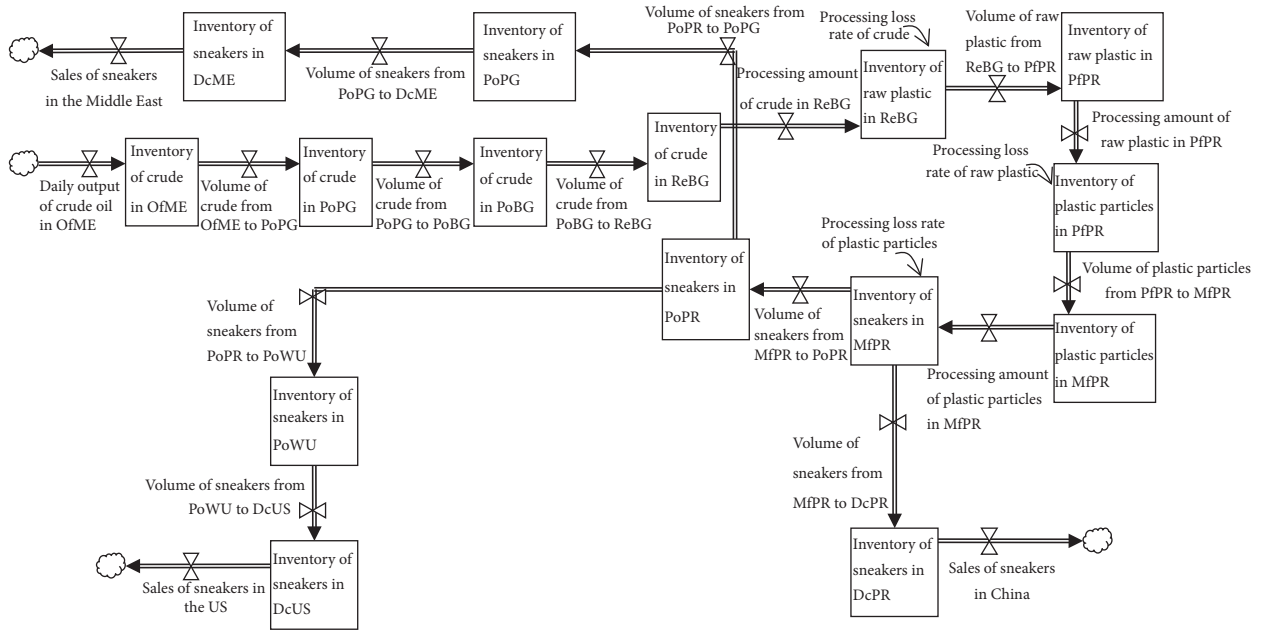 Inventory of
sneakers in
DcME
Sales of sneakers
in the Middle East
Volume of sneakers from
PoPG to DcME
Inventory of
sneakers in
PoPG
Volume of sneakers from
PoPR to PoPG
Processing loss
rate of crude
Inventory of
raw plastic
in ReBG
Volume of raw
plastic from
ReBG to PfPR
Inventory of
raw plastic in
PfPR
Processing amount
of crude in ReBG
Processing amount of
raw plastic in PfPR
Daily output
of crude oil
in OfME
Inventory
of crude
in OfME
Volume of
crude from
OfME to PoPG
Inventory
of crude
in PoPG
Volume of
crude from
PoPG to PoBG
Inventory
of crude
in PoBG
Volume of
crude from
PoBG to ReBG
Inventory
of crude
in ReBG
Processing loss
rate of raw plastic
Inventory of
plastic particles
in PfPR
Volume of plastic particles
from PfPR to MfPR
Inventory of
plastic particles
in MfPR
Processing amount
of plastic particles
in MfPR
Processing loss rate
of plastic particles
Inventory of
sneakers in
MfPR
Volume of
sneakers from
MfPR to PoPR
Inventory of
sneakers in
PoPR
Volume of
sneakers from
PoPR to PoWU
Inventory of
sneakers in
PoWU
Volume of sneakers from
PoWU to DcUS
Inventory of
sneakers in
DcUS
Sales of sneakers in
the US
Volume of
sneakers from
MfPR to DcPR
Inventory of
sneakers in
DcPR
Sales of sneakers
in China